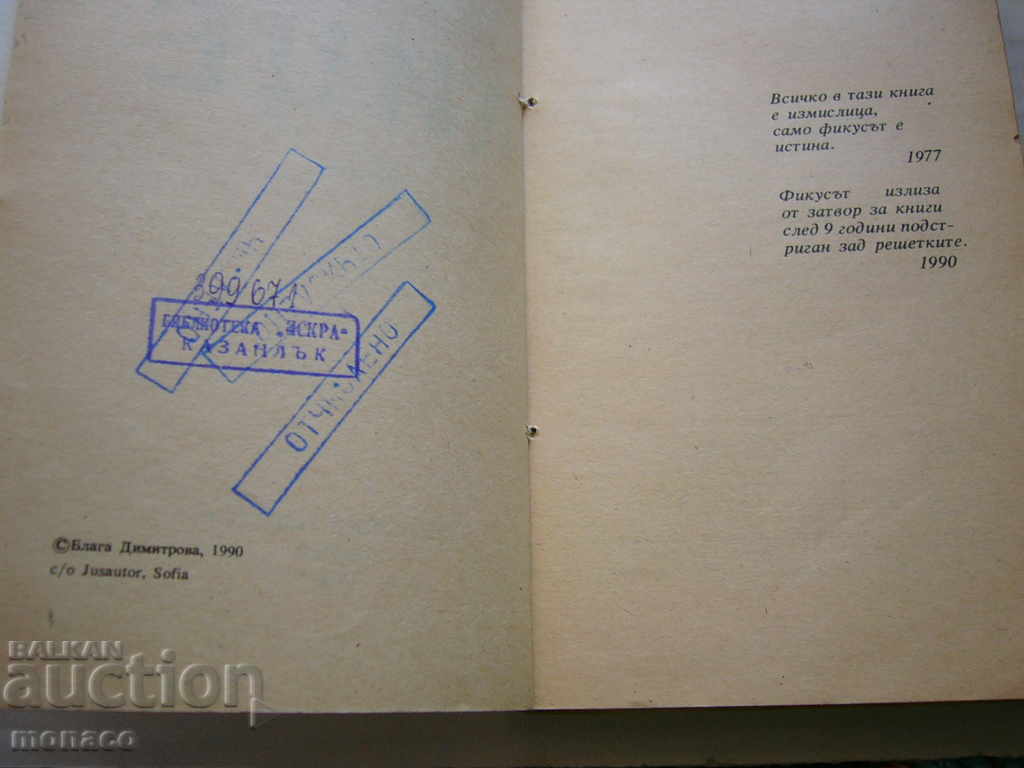 399671
БИБЛИОТЕКА „ИСКРА“
КАЗАНЛЪК
ОТЧИСЛЕНО
©Блага Димитрова, 1990
c/o Jusautor, Sofia
Всичко в тази книга
е измислица,
само фикусът е
истина.
1977
Фикусът излиза
от затвор за книги
след 9 години подст-
риган зад решетките.
1990
BALKAN
auction
monaco